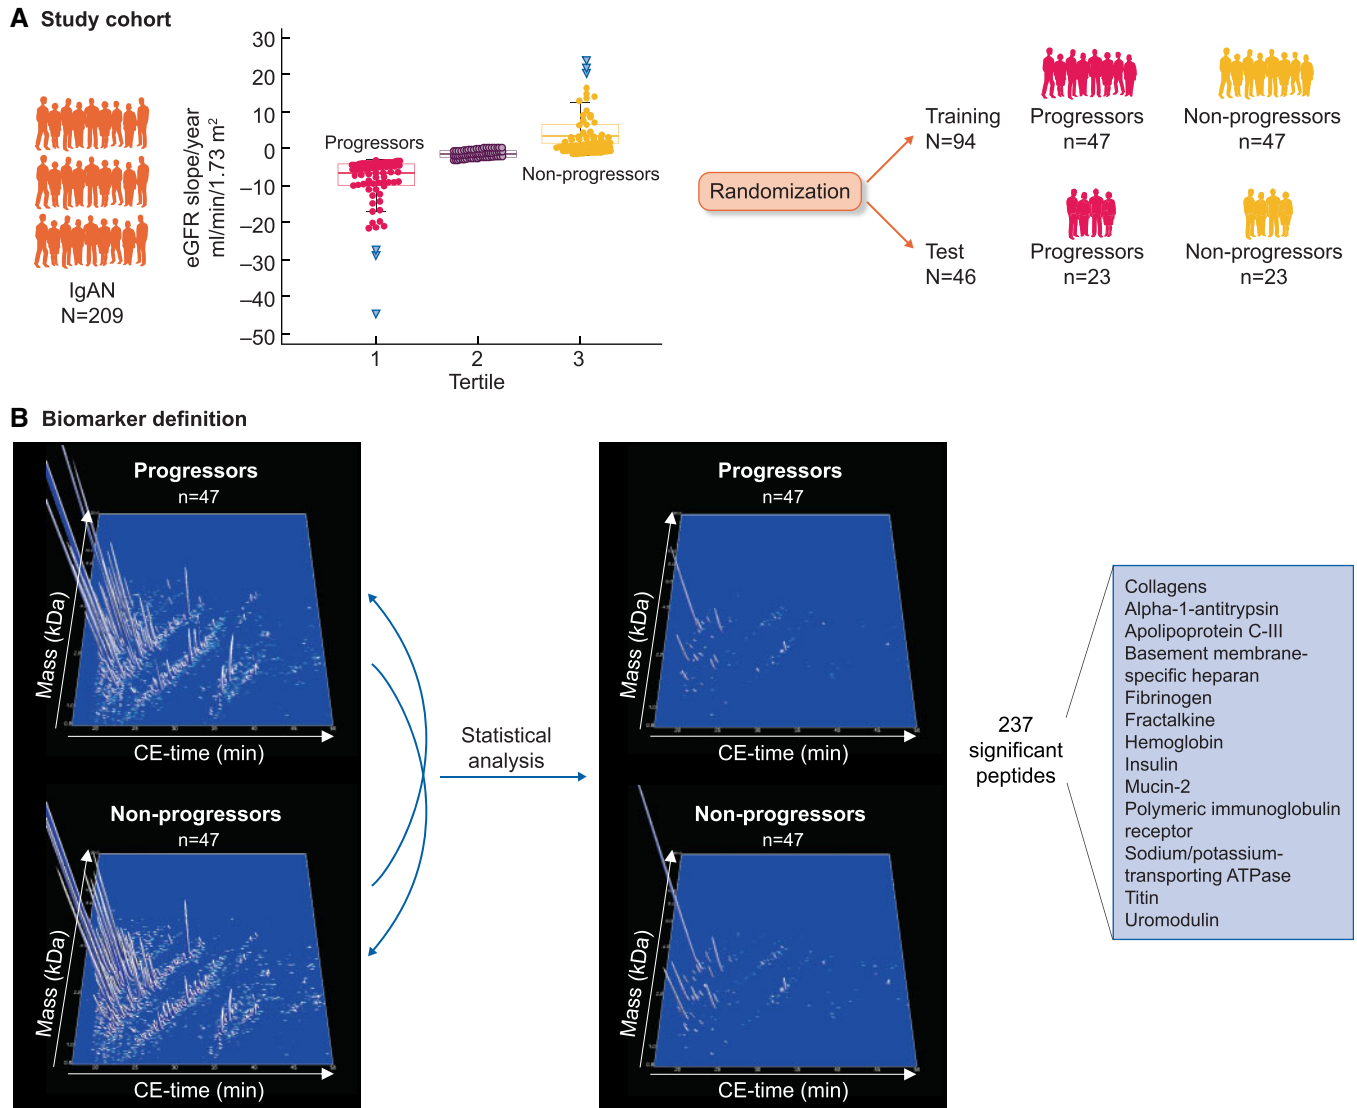 A Study cohort
IgAN
N=209
eGFR slope/year
ml/min/1.73 m²
30
20
10
0
–10
–20
–30
–40
–50
Progressors
Non-progressors
1
2
3
Tertile
Randomization
Training
N=94
Progressors
n=47
Non-progressors
n=47
Test
N=46
Progressors
n=23
Non-progressors
n=23
B Biomarker definition
Progressors
n=47
Mass (kDa)
CE-time (min)
Non-progressors
n=47
Mass (kDa)
CE-time (min)
Statistical
analysis
Progressors
n=47
Mass (kDa)
CE-time (min)
Non-progressors
n=47
Mass (kDa)
CE-time (min)
237
significant
peptides
Collagens
Alpha-1-antitrypsin
Apolipoprotein C-III
Basement membrane-
specific heparan
Fibrinogen
Fractalkine
Hemoglobin
Insulin
Mucin-2
Polymeric immunoglobulin
receptor
Sodium/potassium-
transporting ATPase
Titin
Uromodulin